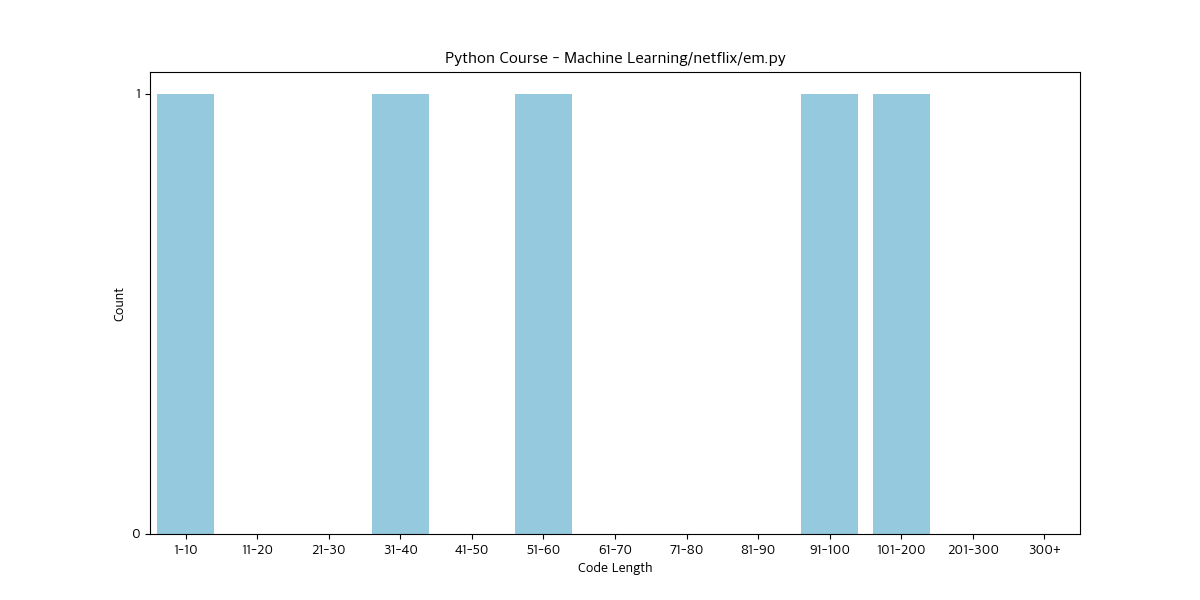 Python Course - Machine Learning/netflix/em.py
1
0
Count
1-10 11-20 21-30 31-40 41-50 51-60 61-70 71-80 81-90 91-100 101-200 201-300 300+
Code Length